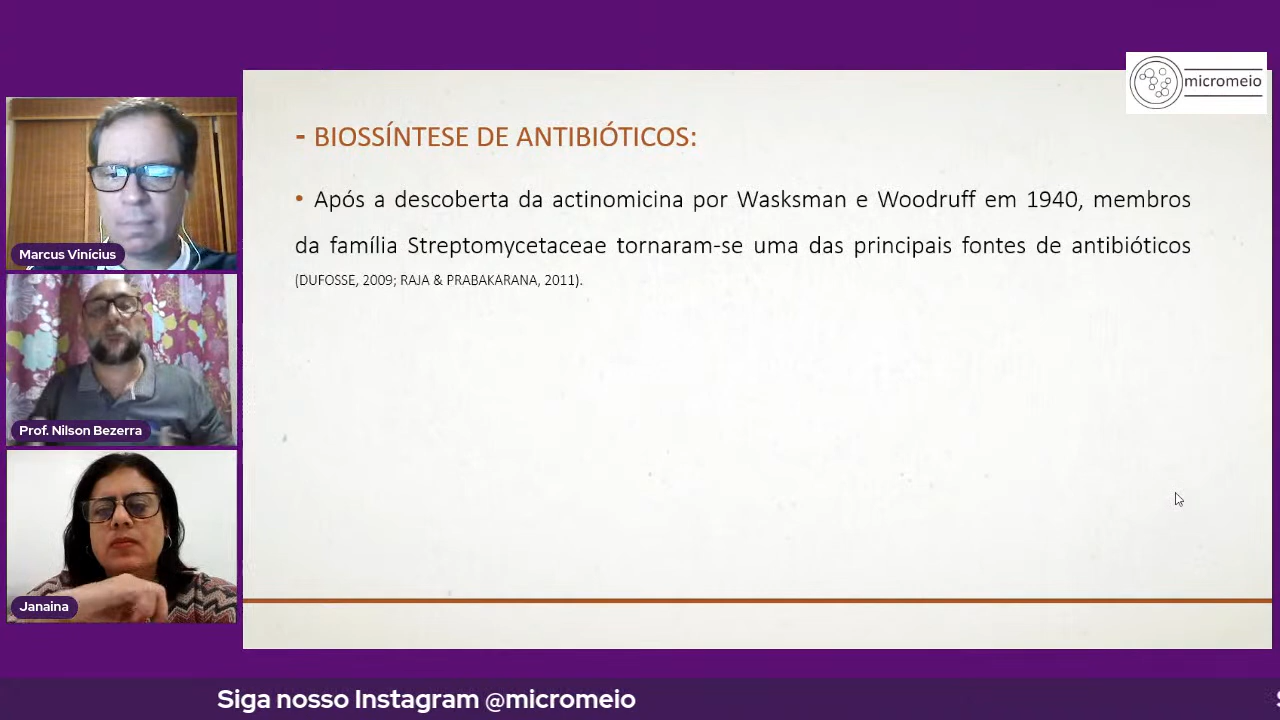 micromeio
- BIOSSÍNTESE DE ANTIBIÓTICOS:
• Após a descoberta da actinomicina por Wasksman e Woodruff em 1940, membros
da família Streptomycetaceae tornaram-se uma das principais fontes de antibióticos
(DUFOSSE, 2009; RAJA & PRABAKARANA, 2011).
Marcus Vinícius
Prof. Nilson Bezerra
Janaina
Siga nosso Instagram @micromeio